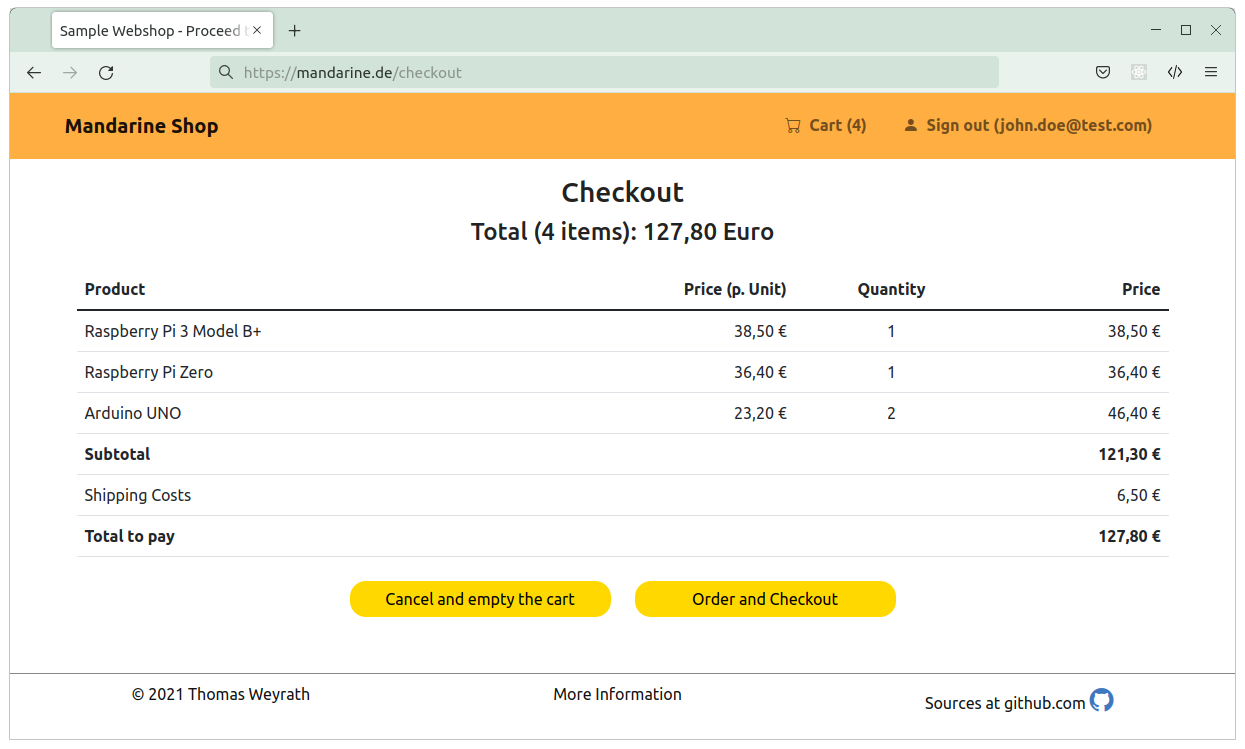 Sample Webshop - Proceed t
https://mandarine.de/checkout
Mandarine Shop Cart (4) Sign out (john.doe@test.com)
Checkout
Total (4 items): 127,80 Euro
Product Price (p. Unit) Quantity Price
Raspberry Pi 3 Model B+ 38,50 € 1 38,50 €
Raspberry Pi Zero 36,40 € 1 36,40 €
Arduino UNO 23,20 € 2 46,40 €
Subtotal 121,30 €
Shipping Costs 6,50 €
Total to pay 127,80 €
Cancel and empty the cart Order and Checkout
© 2021 Thomas Weyrath More Information Sources at github.com